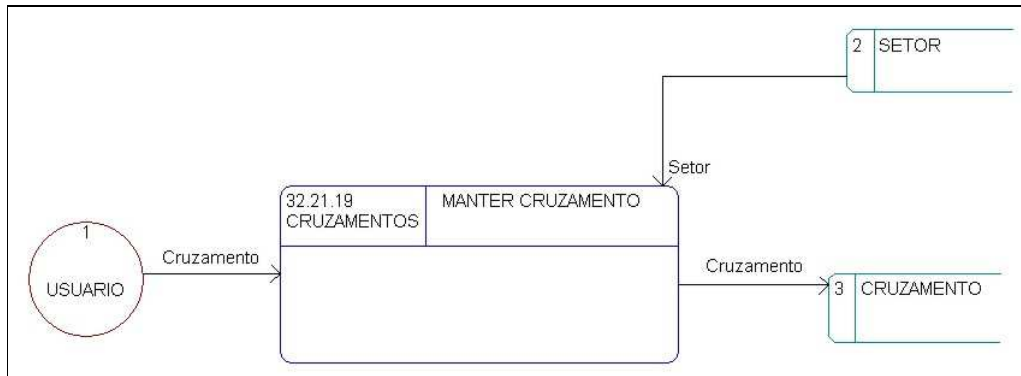 2 SETOR
Setor
32.21.19
CRUZAMENTOS
MANTER CRUZAMENTO
1
USUARIO
Cruzamento
Cruzamento
3 CRUZAMENTO